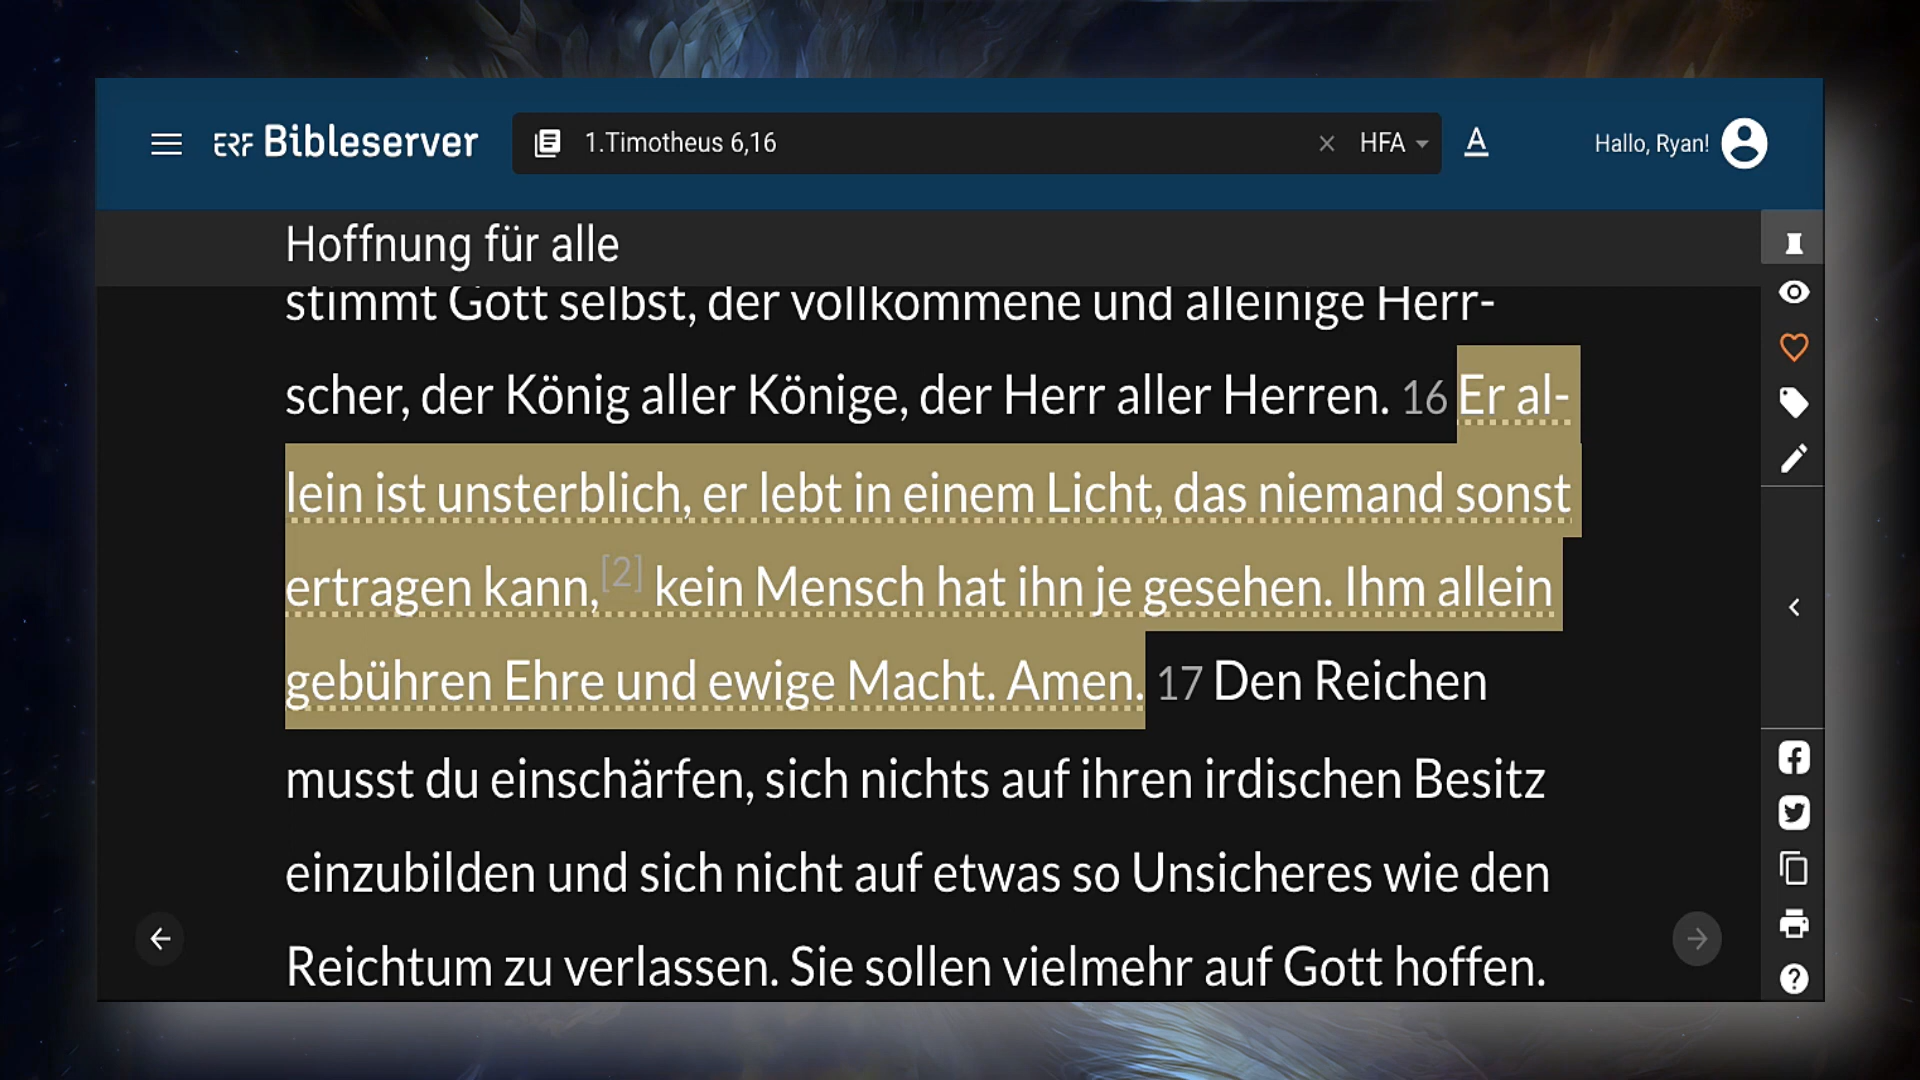 ERF Bibleserver
1.Timotheus 6,16
HFA
A
Hallo, Ryan!
Hoffnung für alle
stimmt Gott selbst, der vollkommene und alleinige Herr-
scher, der König aller Könige, der Herr aller Herren. 16 Er al-
lein ist unsterblich, er lebt in einem Licht, das niemand sonst
ertragen kann,[2] kein Mensch hat ihn je gesehen. Ihm allein
gebühren Ehre und ewige Macht. Amen. 17 Den Reichen
musst du einschärfen, sich nichts auf ihren irdischen Besitz
einzubilden und sich nicht auf etwas so Unsicheres wie den
Reichtum zu verlassen. Sie sollen vielmehr auf Gott hoffen.